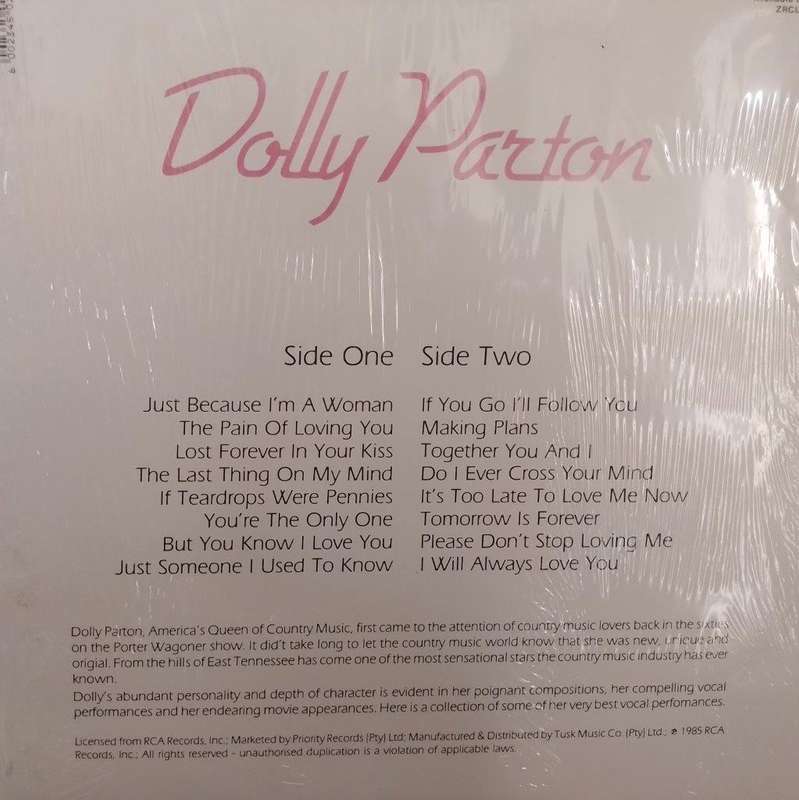 ZRCL
Dolly Parton
Side One
Just Because I'm A Woman
The Pain Of Loving You
Lost Forever In Your Kiss
The Last Thing On My Mind
If Teardrops Were Pennies
You're The Only One
But You Know I Love You
Just Someone I Used To Know
Side Two
If You Go I'll Follow You
Making Plans
Together You And I
Do I Ever Cross Your Mind
It's Too Late To Love Me Now
Tomorrow Is Forever
Please Don't Stop Loving Me
I Will Always Love You
Dolly Parton, America's Queen of Country Music, first came to the attention of country music lovers back in the sixties
on the Porter Wagoner show. It did't take long to let the country music world know that she was new, unique and
origial. From the hills of East Tennessee has come one of the most sensational stars the country music industry has ever
known.
Dolly's abundant personality and depth of character is evident in her poignant compositions, her compelling vocal
performances and her endearing movie appearances. Here is a collection of some of her very best vocal perfomances.
Licensed from RCA Records, Inc.; Marketed by Priority Records (Pty) Ltd; Manufactured & Distributed by Tusk Music Co. (Pty) Ltd.; ℗ 1985 RCA
Records, Inc.; All rights reserved - unauthorised duplication is a violation of applicable laws.